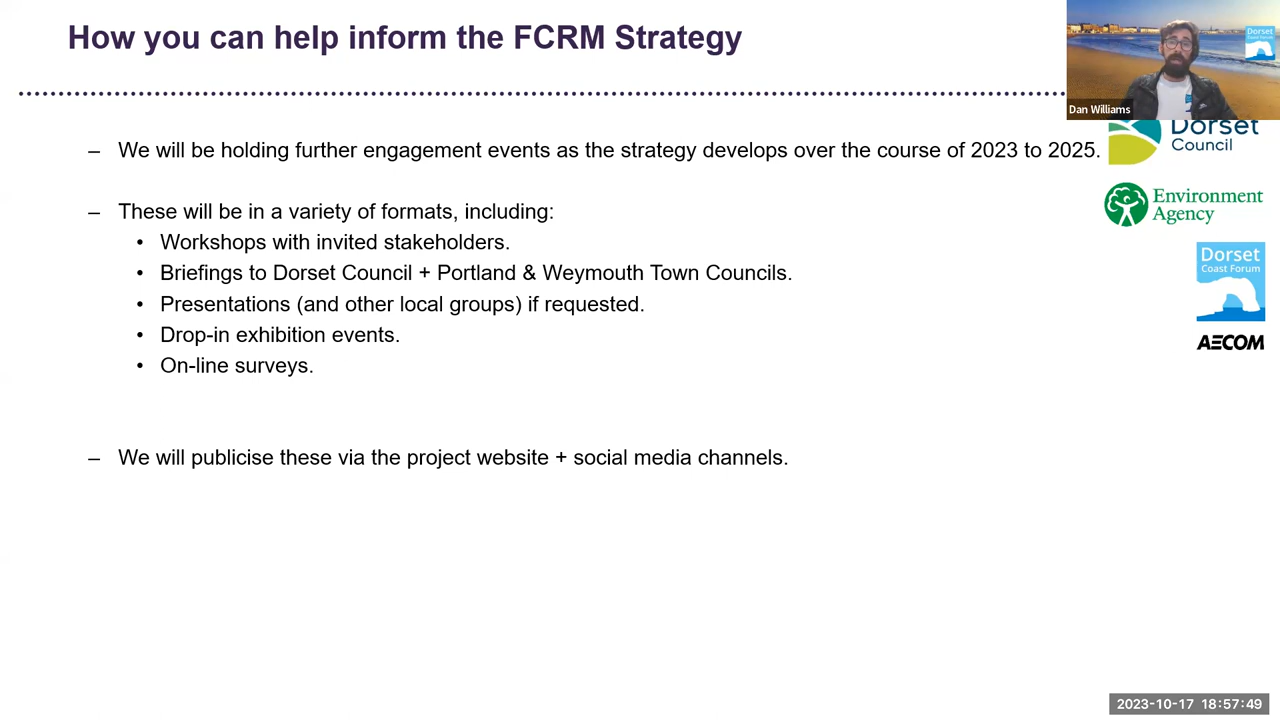 How you can help inform the FCRM Strategy
Dorset
Coast Forum
Dan Williams
– We will be holding further engagement events as the strategy develops over the course of 2023 to 2025.
Dorset
Council
– These will be in a variety of formats, including:
• Workshops with invited stakeholders.
• Briefings to Dorset Council + Portland & Weymouth Town Councils.
• Presentations (and other local groups) if requested.
• Drop-in exhibition events.
• On-line surveys.
Environment
Agency
Dorset
Coast Forum
AECOM
– We will publicise these via the project website + social media channels.
2023-10-17 18:57:49